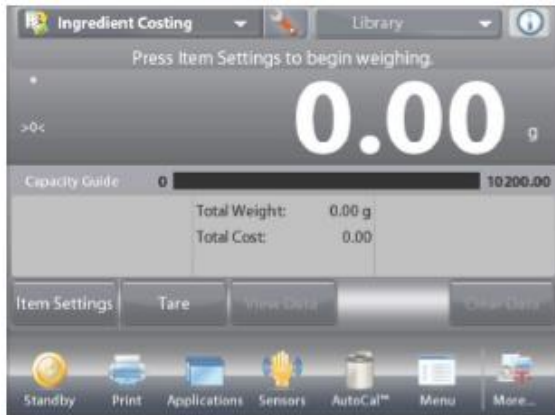 Ingredient Costing Library
Press Item Settings to begin weighing.
>0<
0.00 g
Capacity Guide 0 10200.00
Total Weight: 0.00 g
Total Cost: 0.00
Item Settings Tare View Data Clear Data
Standby Print Applications Sensors AutoCal™ Menu More...